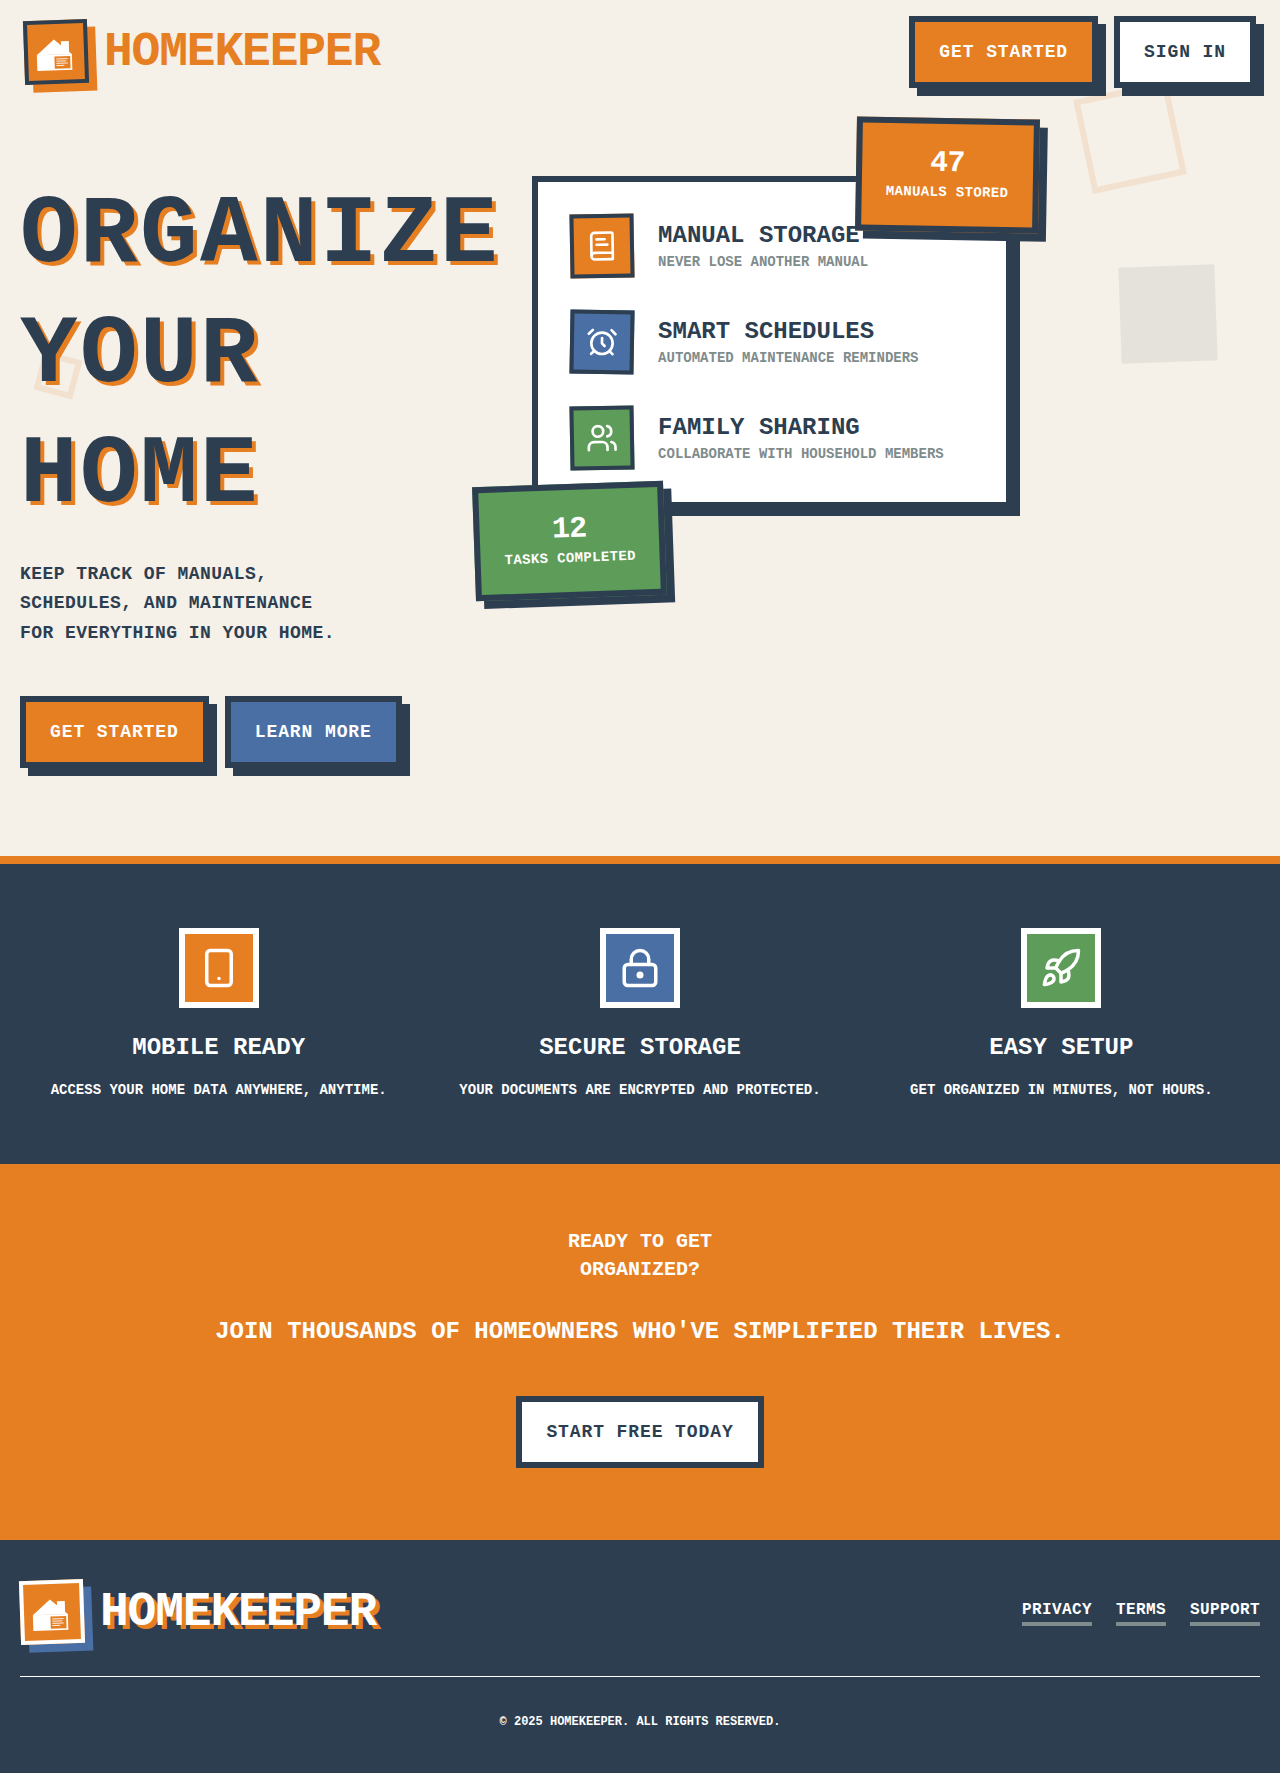 HOMEKEEPER
GET STARTED
SIGN IN
ORGANIZE
YOUR
HOME
KEEP TRACK OF MANUALS,
SCHEDULES, AND MAINTENANCE
FOR EVERYTHING IN YOUR HOME.
GET STARTED
LEARN MORE
47
MANUALS STORED
MANUAL STORAGE
NEVER LOSE ANOTHER MANUAL
SMART SCHEDULES
AUTOMATED MAINTENANCE REMINDERS
FAMILY SHARING
COLLABORATE WITH HOUSEHOLD MEMBERS
12
TASKS COMPLETED
MOBILE READY
ACCESS YOUR HOME DATA ANYWHERE, ANYTIME.
SECURE STORAGE
YOUR DOCUMENTS ARE ENCRYPTED AND PROTECTED.
EASY SETUP
GET ORGANIZED IN MINUTES, NOT HOURS.
READY TO GET
ORGANIZED?
JOIN THOUSANDS OF HOMEOWNERS WHO'VE SIMPLIFIED THEIR LIVES.
START FREE TODAY
HOMEKEEPER
PRIVACY
TERMS
SUPPORT
© 2025 HOMEKEEPER. ALL RIGHTS RESERVED.